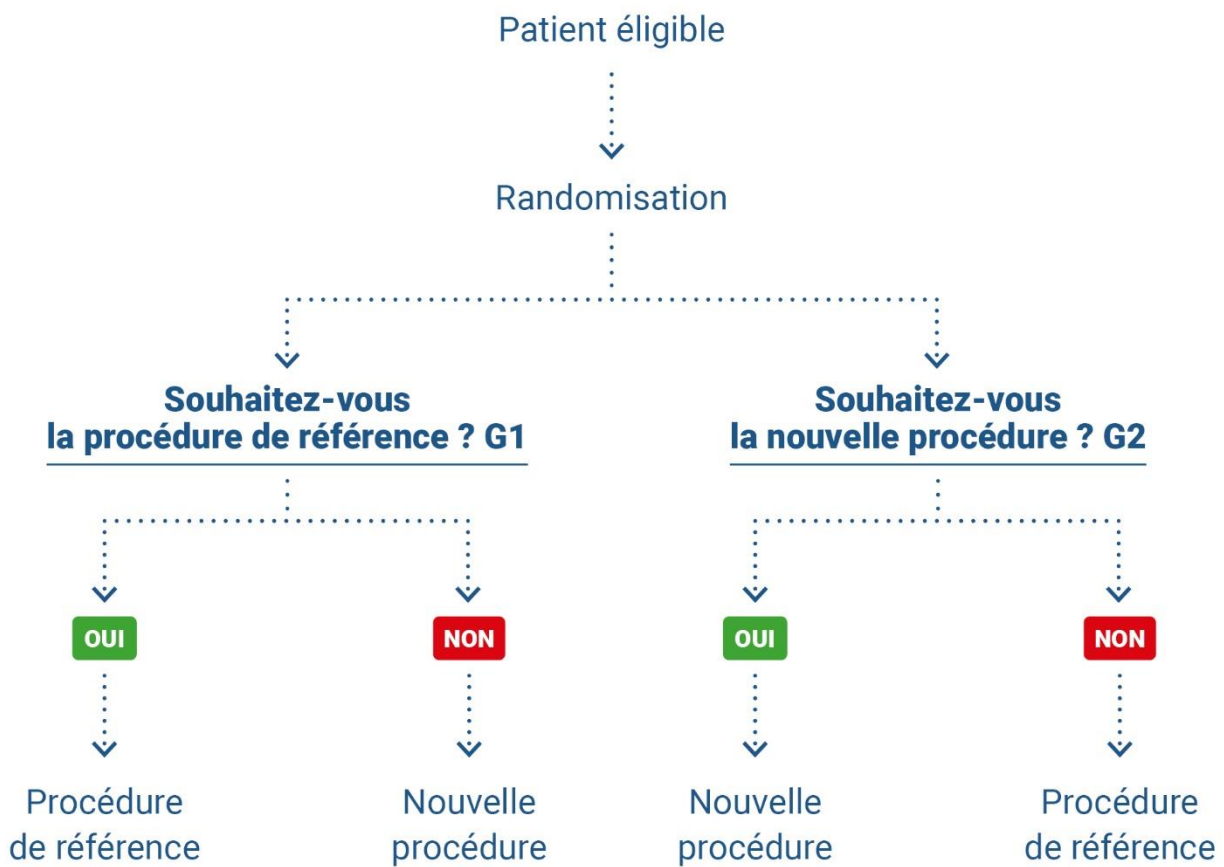 Patient éligible
Randomisation
Souhaitez-vous
la procédure de référence ? G1
Souhaitez-vous
la nouvelle procédure ? G2
OUI
NON
OUI
NON
Procédure
de référence
Nouvelle
procédure
Nouvelle
procédure
Procédure
de référence